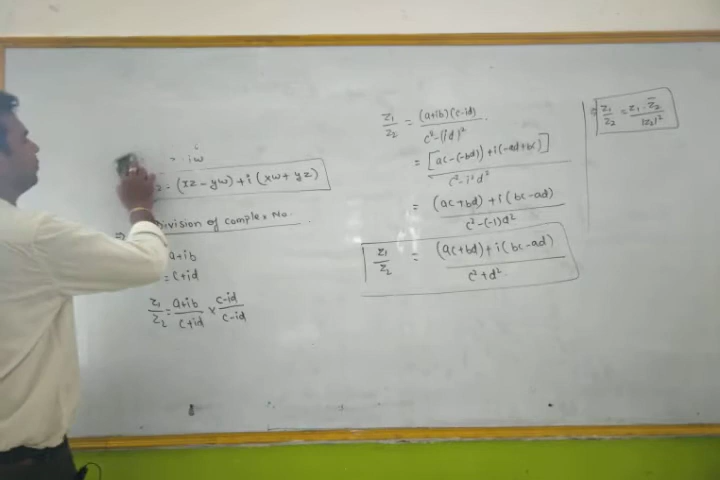 = iw
= (xz - yw) + i(xw + yz)
⇒ Division of complex No.
a+ib
= c+id
z₁/z₂ = a+ib/c+id × c-id/c-id
z₁/z₂ = (a+ib)(c-id)/c²-(id)²
= [ac-(-bd)] + i(-ad+bc)]/c²-i²d²
= (ac+bd) + i(bc-ad)/c²-(-1)d²
z₁/z₂ = (ac+bd) + i(bc-ad)/c²+d²
z₁/z₂ = z₁·z̄₂/|z₂|²